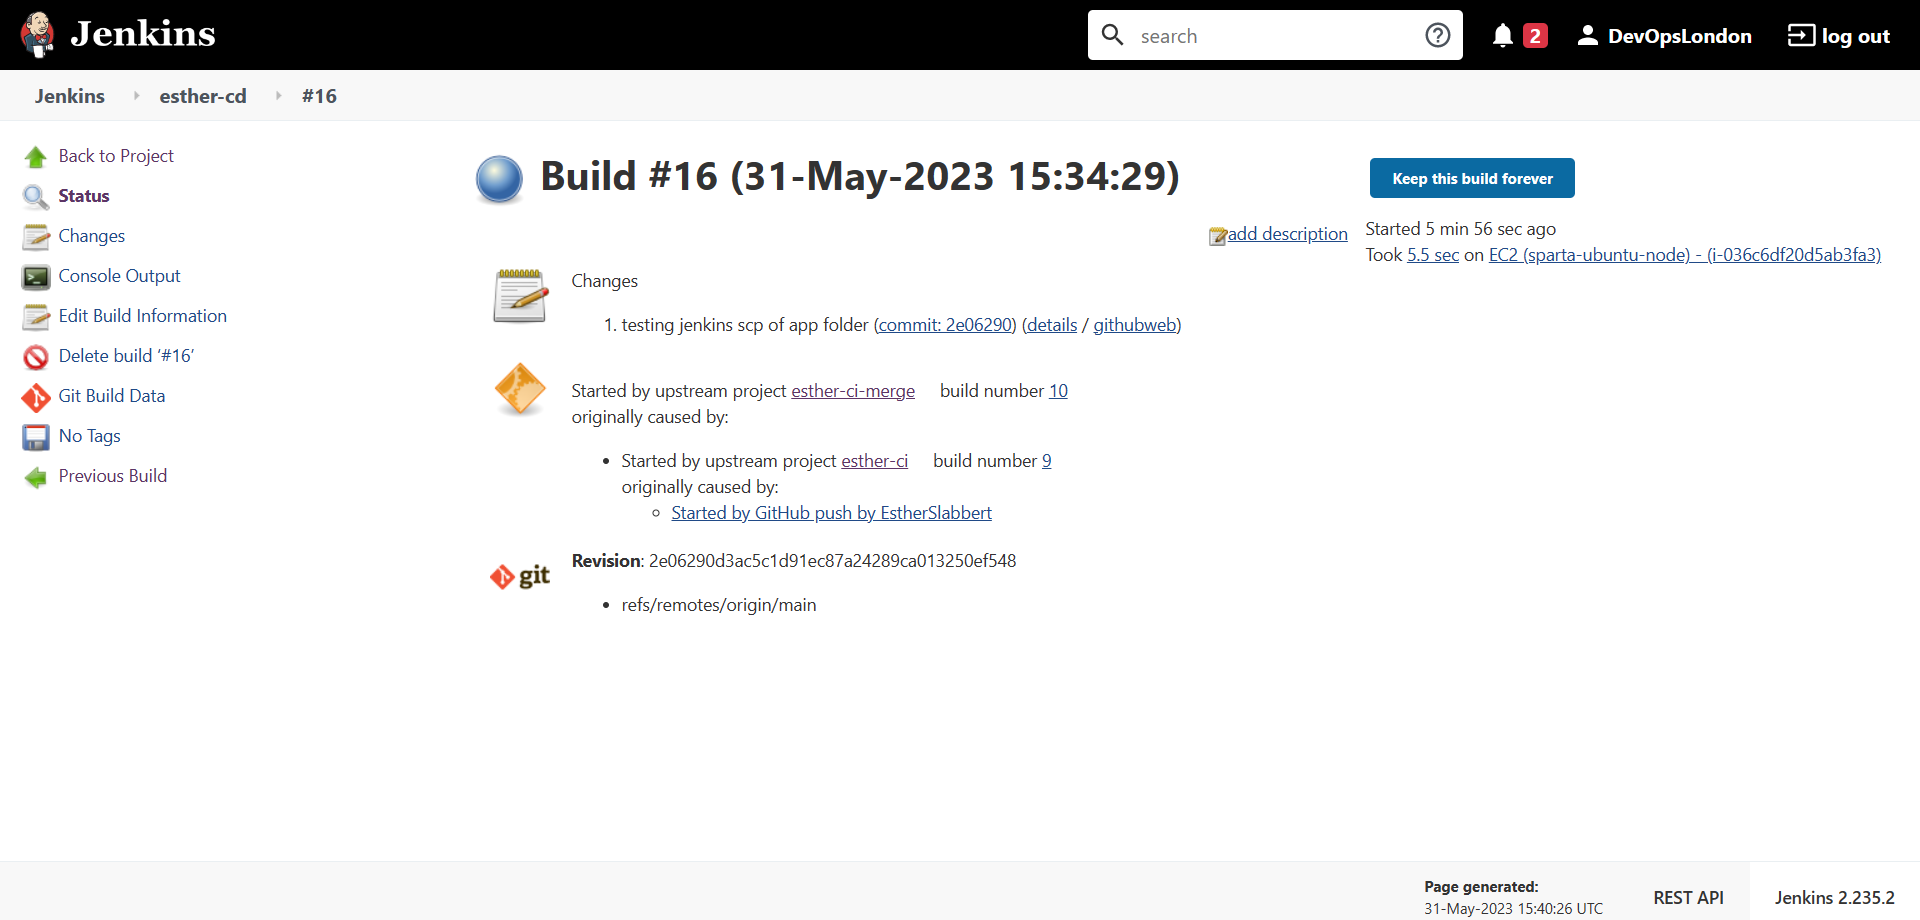 Jenkins
search
2
DevOpsLondon
log out
Jenkins
esther-cd
#16
Back to Project
Status
Changes
Console Output
Edit Build Information
Delete build ‘#16’
Git Build Data
No Tags
Previous Build
Build #16 (31-May-2023 15:34:29)
Keep this build forever
add description
Started 5 min 56 sec ago
Took 5.5 sec on EC2 (sparta-ubuntu-node) - (i-036c6df20d5ab3fa3)
Changes
1. testing jenkins scp of app folder (commit: 2e06290) (details / githubweb)
Started by upstream project esther-ci-merge build number 10
originally caused by:
• Started by upstream project esther-ci build number 9
originally caused by:
◦ Started by GitHub push by EstherSlabbert
git
Revision: 2e06290d3ac5c1d91ec87a24289ca013250ef548
• refs/remotes/origin/main
Page generated:
31-May-2023 15:40:26 UTC
REST API
Jenkins 2.235.2